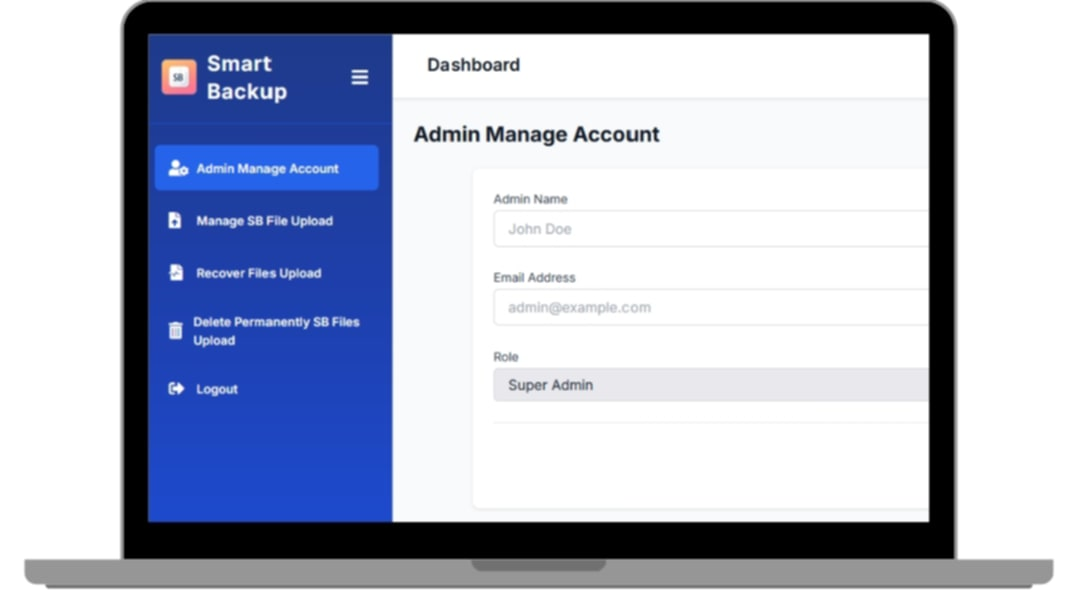 SB
Smart
Backup
Admin Manage Account
Manage SB File Upload
Recover Files Upload
Delete Permanently SB Files
Upload
Logout
Dashboard
Admin Manage Account
Admin Name
John Doe
Email Address
admin@example.com
Role
Super Admin